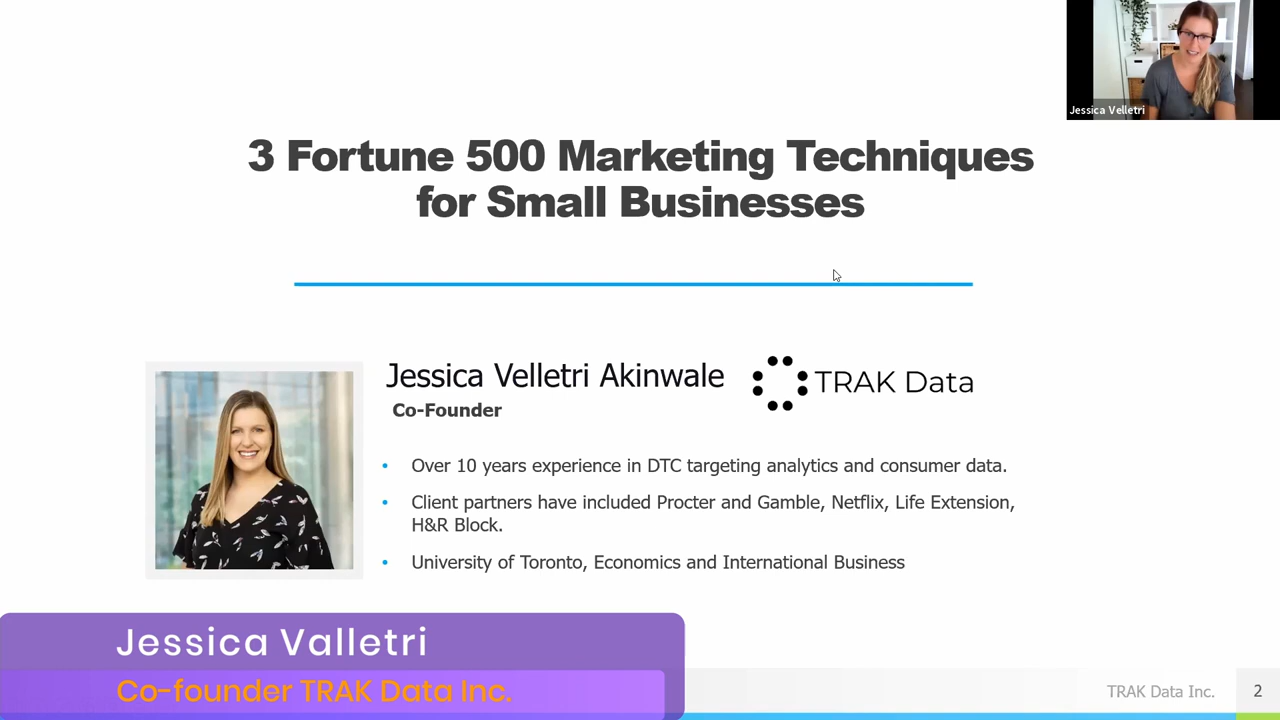 Jessica Velletri
3 Fortune 500 Marketing Techniques
for Small Businesses
Jessica Velletri Akinwale
TRAK Data
Co-Founder
• Over 10 years experience in DTC targeting analytics and consumer data.
• Client partners have included Procter and Gamble, Netflix, Life Extension,
H&R Block.
• University of Toronto, Economics and International Business
Jessica Valletri
Co-founder TRAK Data Inc.
TRAK Data Inc.
2